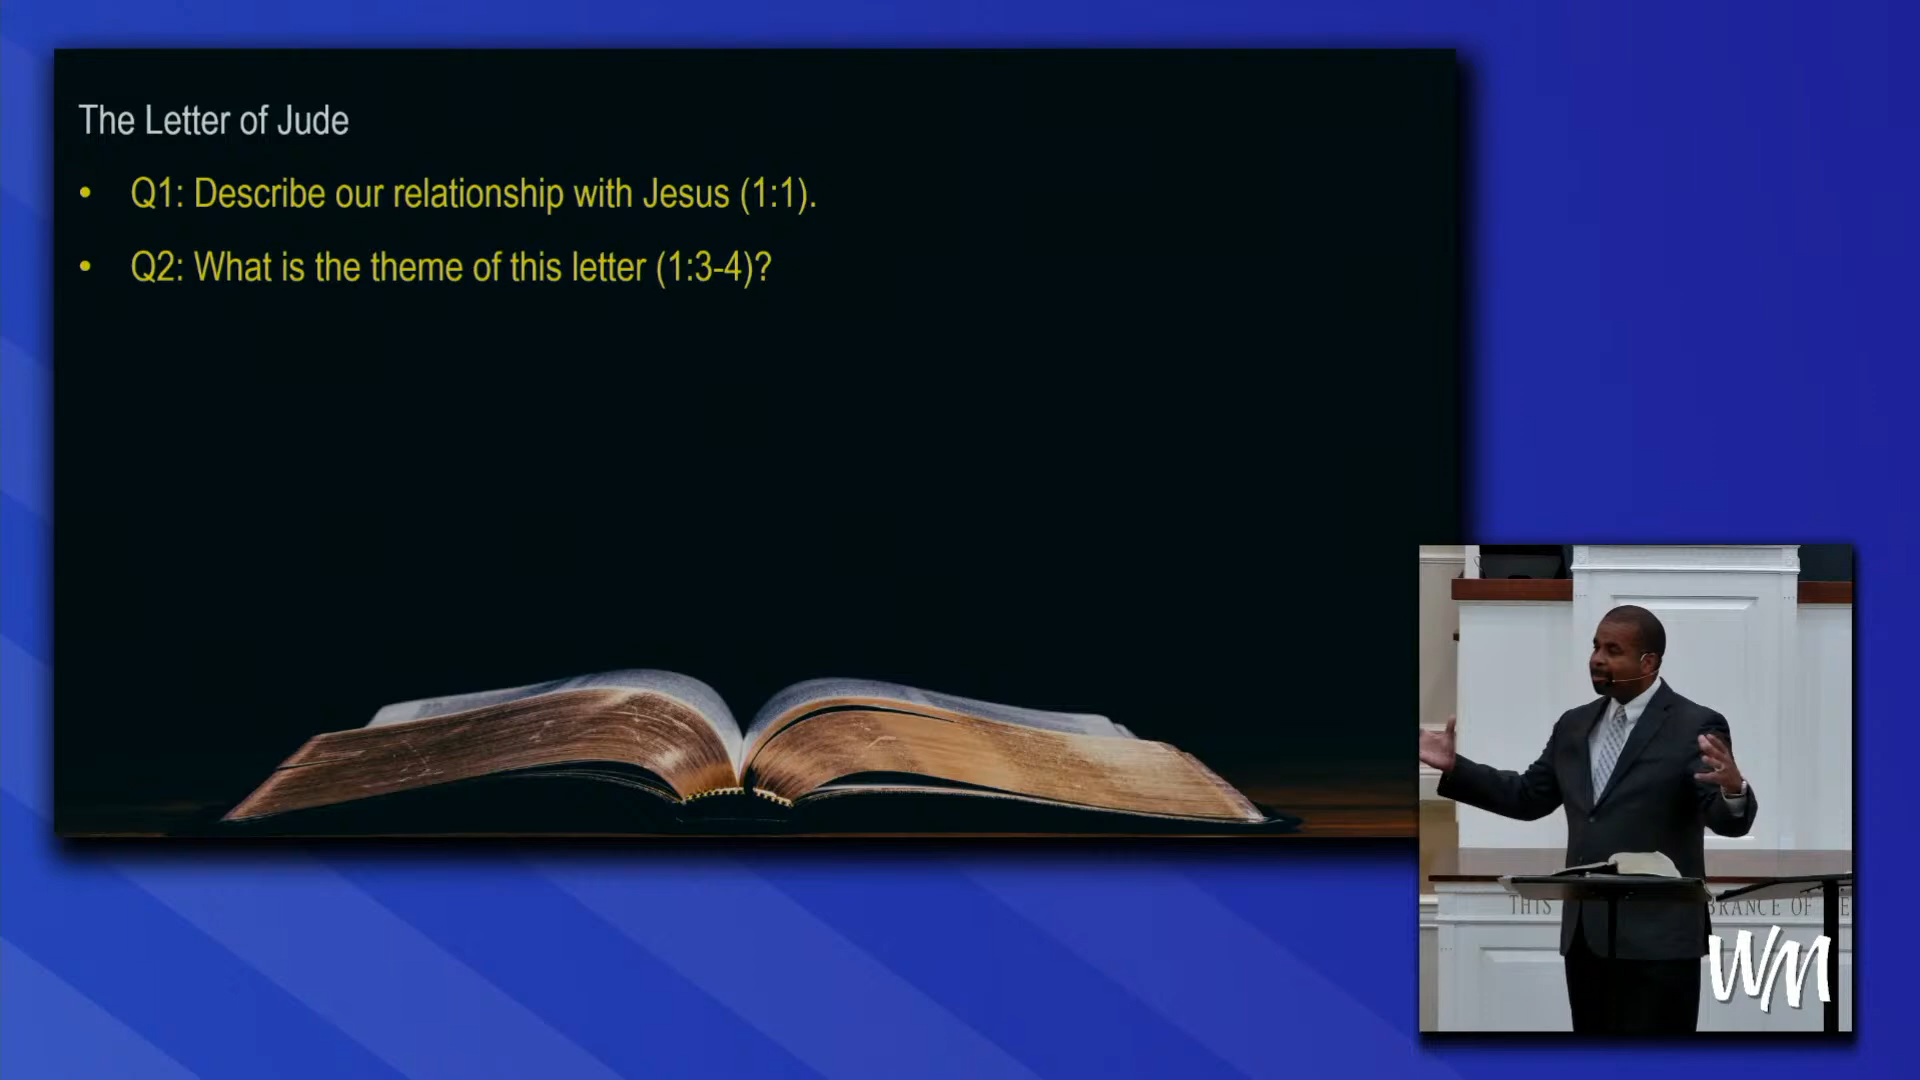 The Letter of Jude
• Q1: Describe our relationship with Jesus (1:1).
• Q2: What is the theme of this letter (1:3-4)?
THIS BRANCE OF
WM